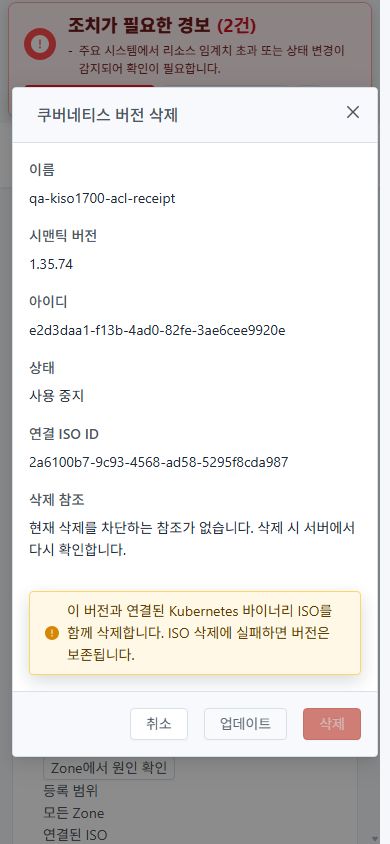 조치가 필요한 경보 (2건)
- 주요 시스템에서 리소스 임계치 초과 또는 상태 변경이
감지되어 확인이 필요합니다.
쿠버네티스 버전 삭제
이름
qa-kiso1700-acl-receipt
시맨틱 버전
1.35.74
아이디
e2d3daa1-f13b-4ad0-82fe-3ae6cee9920e
상태
사용 중지
연결 ISO ID
2a6100b7-9c93-4568-ad58-5295f8cda987
삭제 참조
현재 삭제를 차단하는 참조가 없습니다. 삭제 시 서버에서
다시 확인합니다.
이 버전과 연결된 Kubernetes 바이너리 ISO를
함께 삭제합니다. ISO 삭제에 실패하면 버전은
보존됩니다.
취소
업데이트
삭제
Zone에서 원인 확인
등록 범위
모든 Zone
연결된 ISO